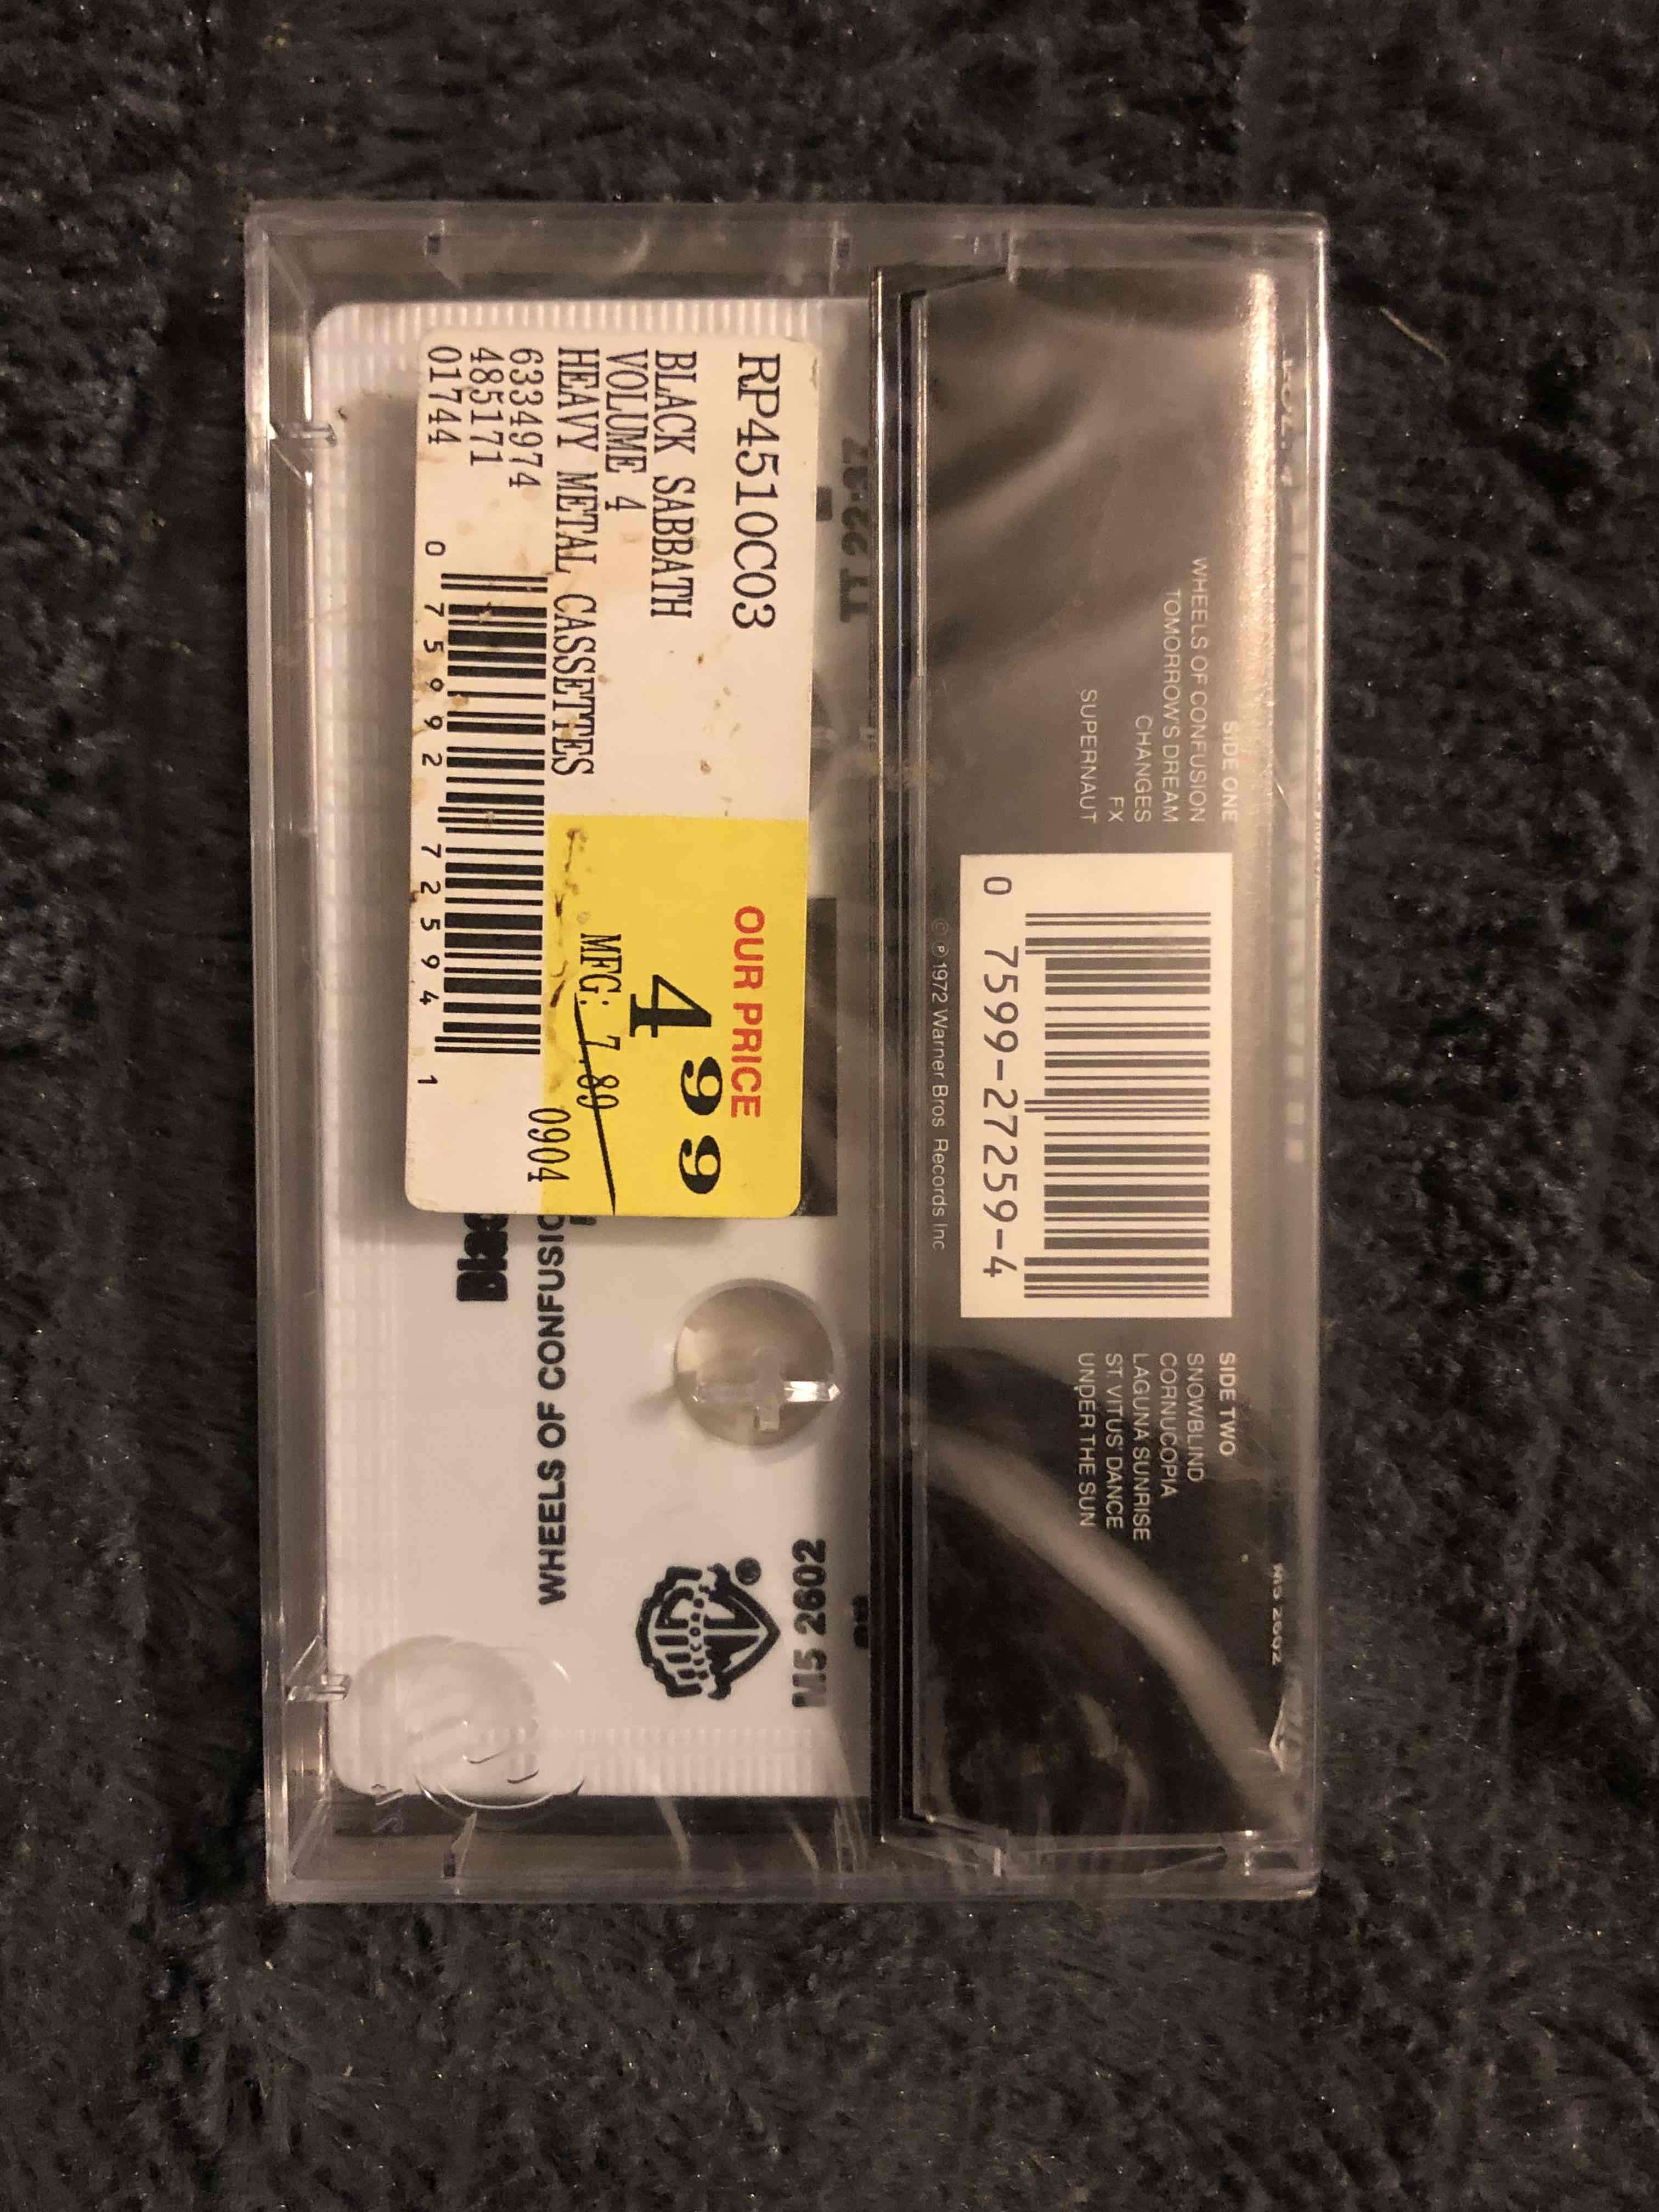 SIDE ONE
WHEELS OF CONFUSION
TOMORROW'S DREAM
CHANGES
FX
SUPERNAUT
0 7599-27259-4
SIDE TWO
SNOWBLIND
CORNUCOPIA
LAGUNA SUNRISE
ST. VITUS' DANCE
UNDER THE SUN
M5 2602
© ℗ 1972 Warner Bros. Records Inc.
RP4510C03
BLACK SABBATH
VOLUME 4
HEAVY METAL CASSETTES
6334974
485171
01744
OUR PRICE
4 99
MFG: 7.89
0904
0 75992 72594 1
M5 2602
®
WHEELS OF